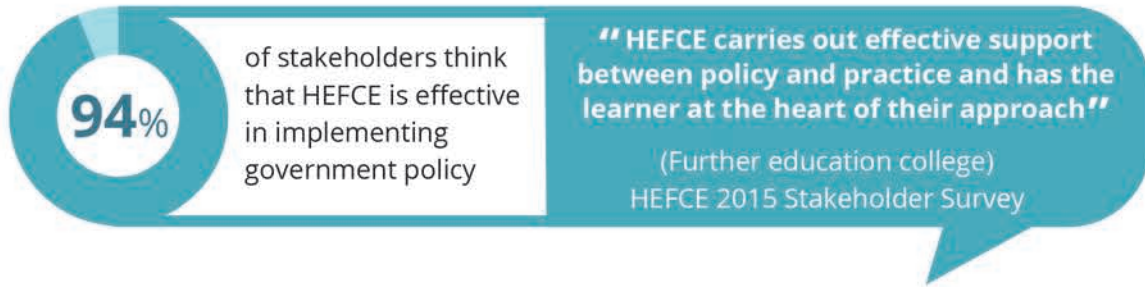 94%
of stakeholders think
that HEFCE is effective
in implementing
government policy
"HEFCE carries out effective support
between policy and practice and has the
learner at the heart of their approach"
(Further education college)
HEFCE 2015 Stakeholder Survey